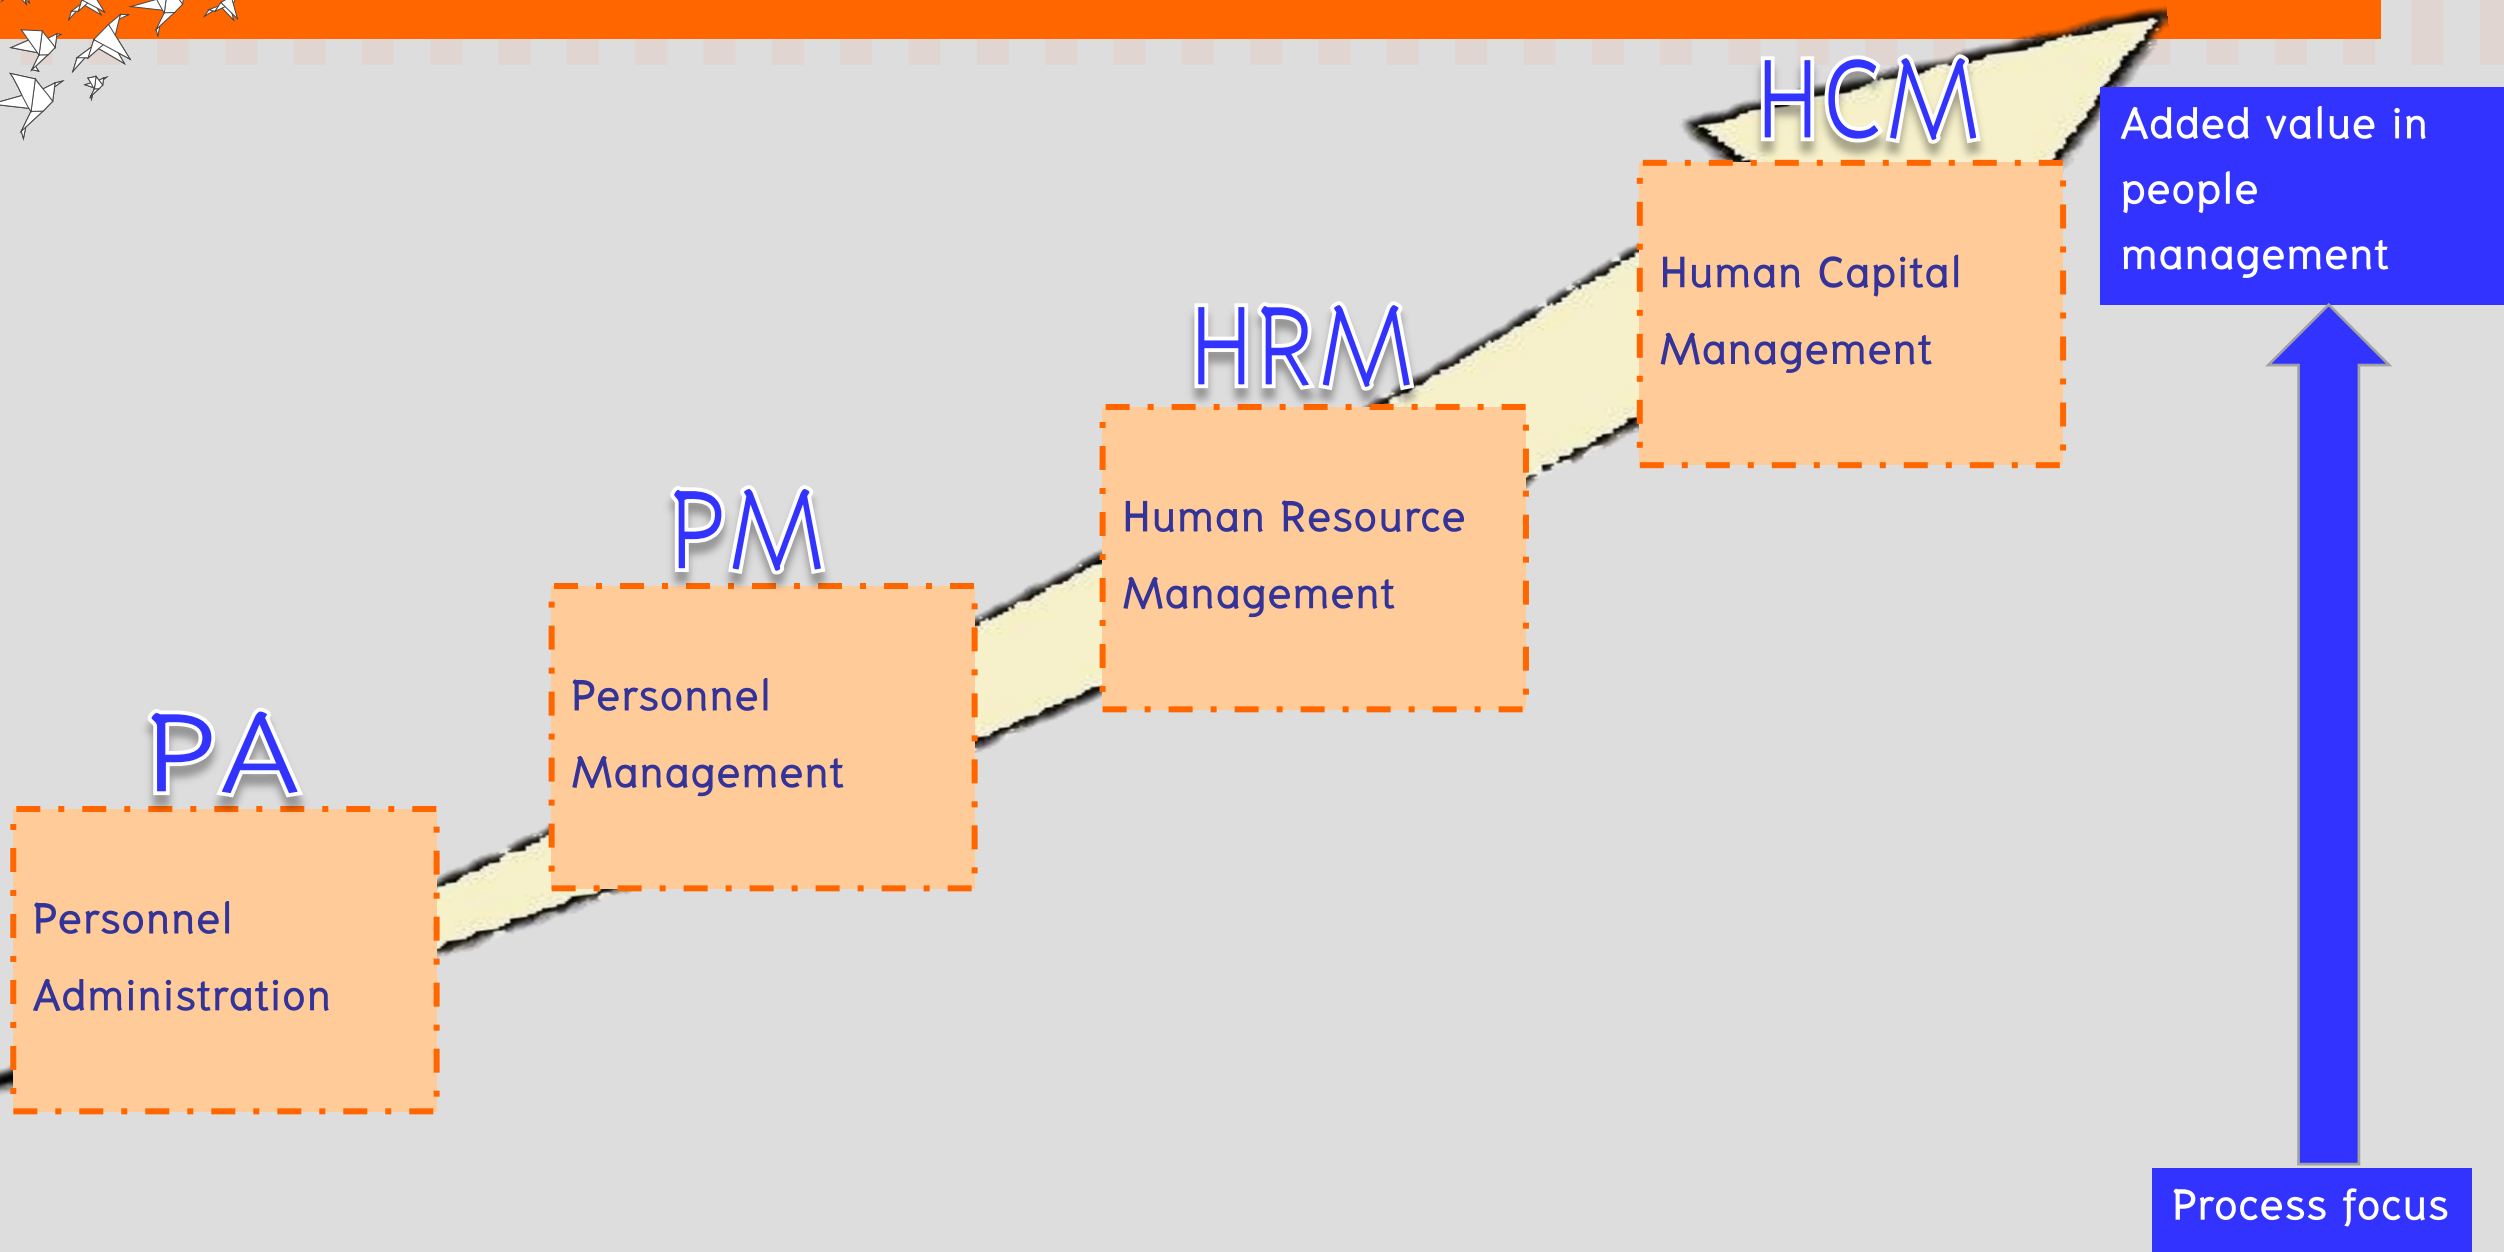 PA
Personnel
Administration
PM
Personnel
Management
HRM
Human Resource
Management
HCM
Human Capital
Management
Added value in
people
management
Process focus